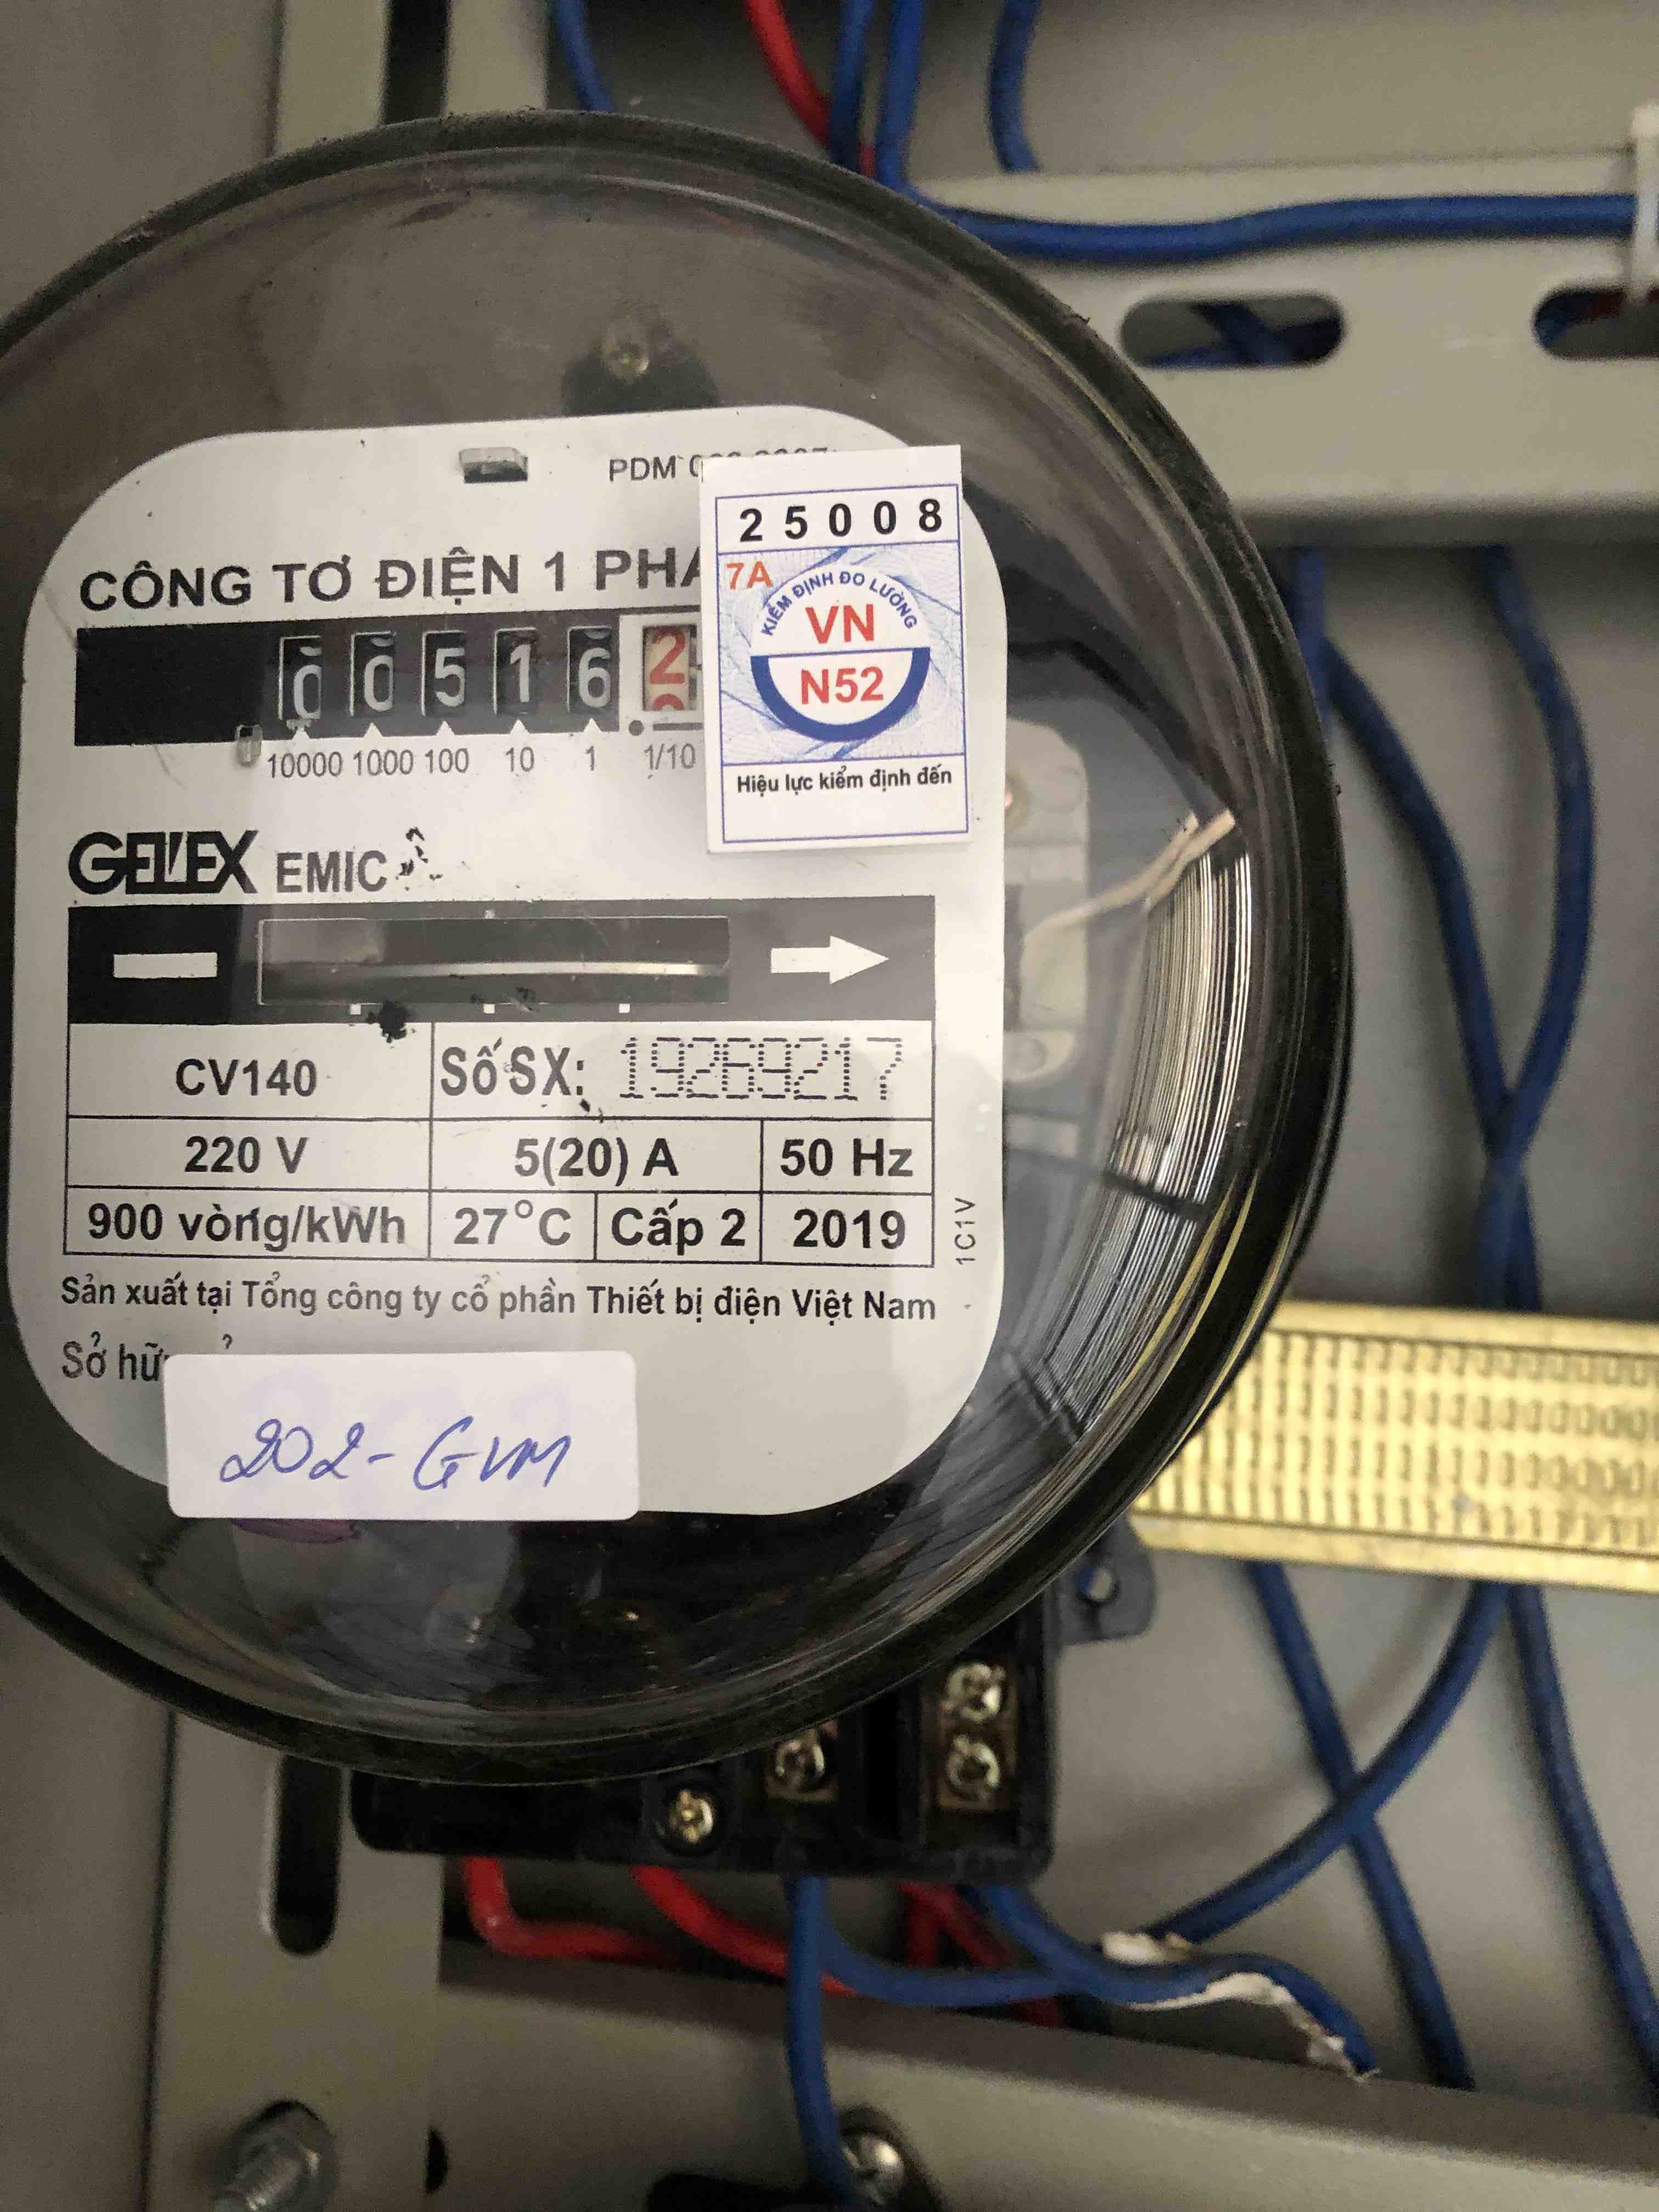 PDM
25008
7A
KIỂM ĐỊNH ĐO LƯỜNG
VN
N52
Hiệu lực kiểm định đến
CÔNG TƠ ĐIỆN 1 PHA
0 0 5 1 6 2
10000 1000 100 10 1 1/10
GELEX EMIC
CV140 Số SX: 19269217
220 V 5(20) A 50 Hz
900 vòng/kWh 27°C Cấp 2 2019
1C1V
Sản xuất tại Tổng công ty cổ phần Thiết bị điện Việt Nam
Sở
202-GVM